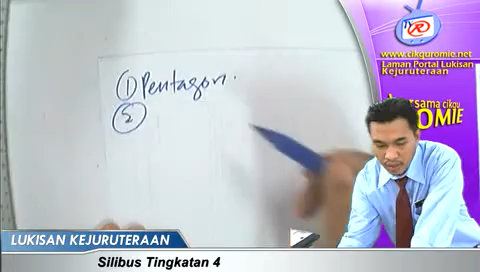 R
www.cikguromie.net
Laman Portal Lukisan
Kejuruteraan
bersama cikgu
ROMIE
① Pentagon.
②
LUKISAN KEJURUTERAAN
Silibus Tingkatan 4